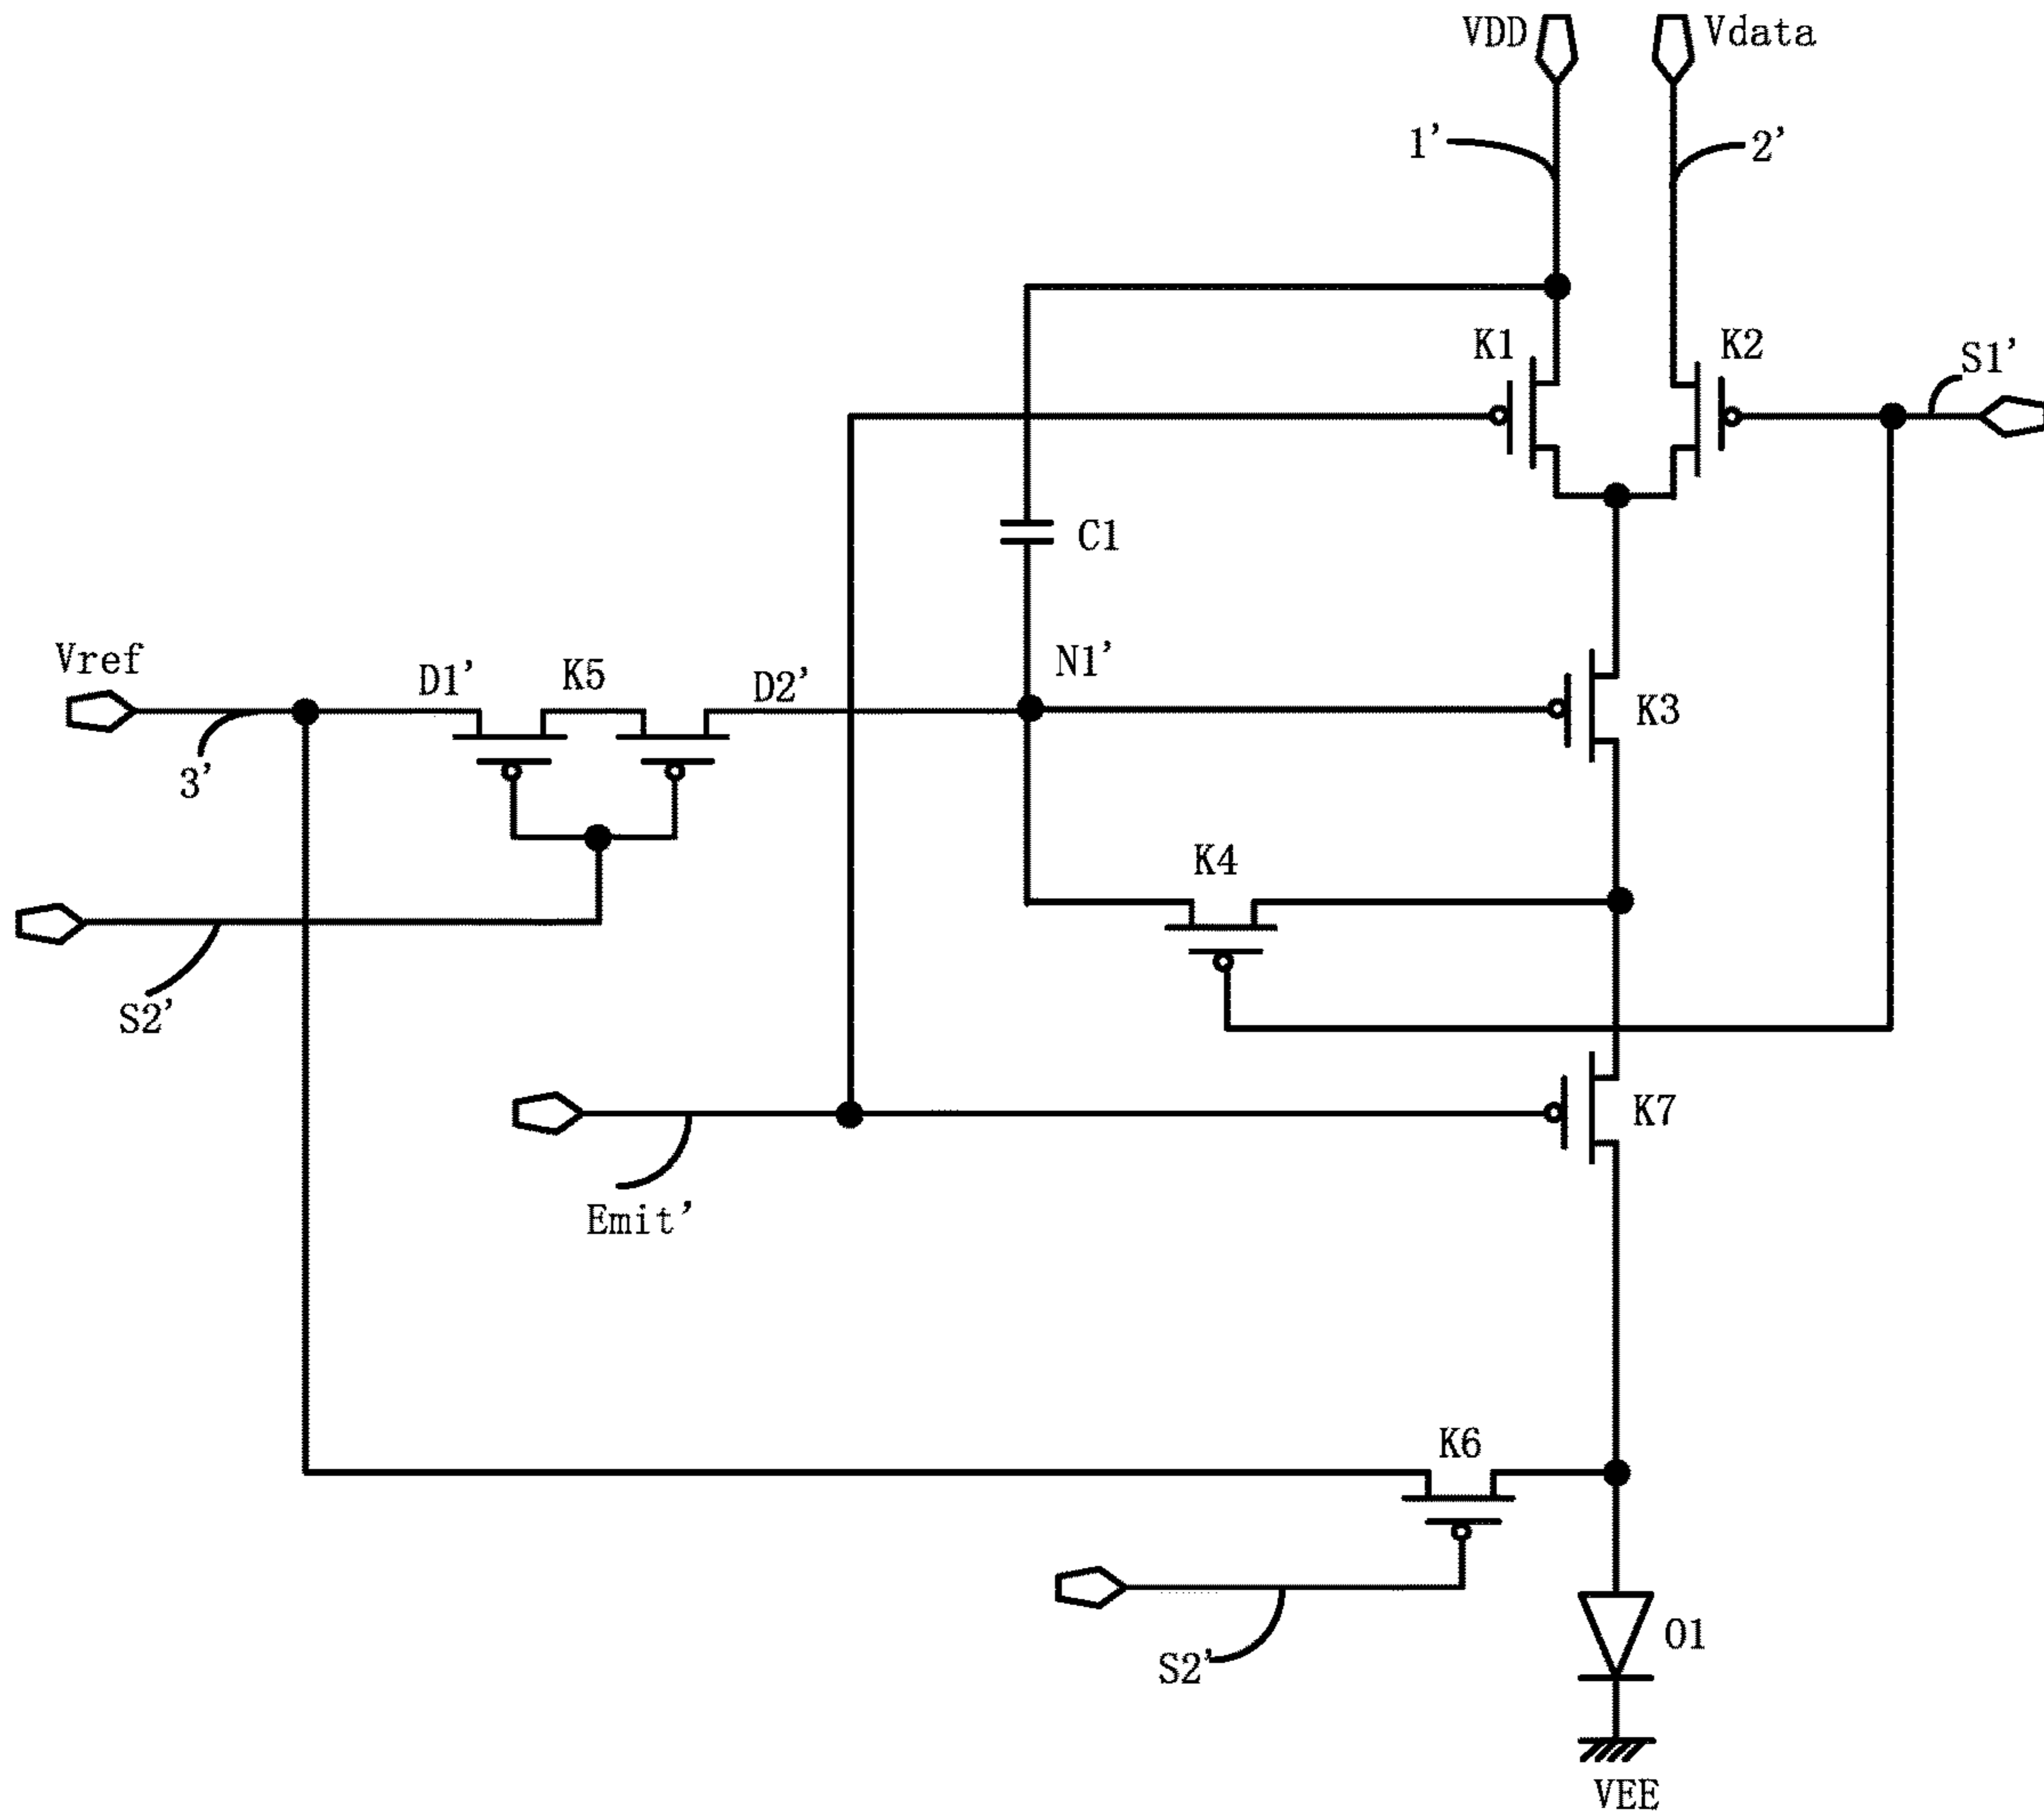 VDD
Vdata
1'
2'
K1
K2
S1'
C1
Vref
D1'
K5
D2'
N1'
K3
3'
K4
S2'
K7
Emit'
K6
S2'
O1
VEE